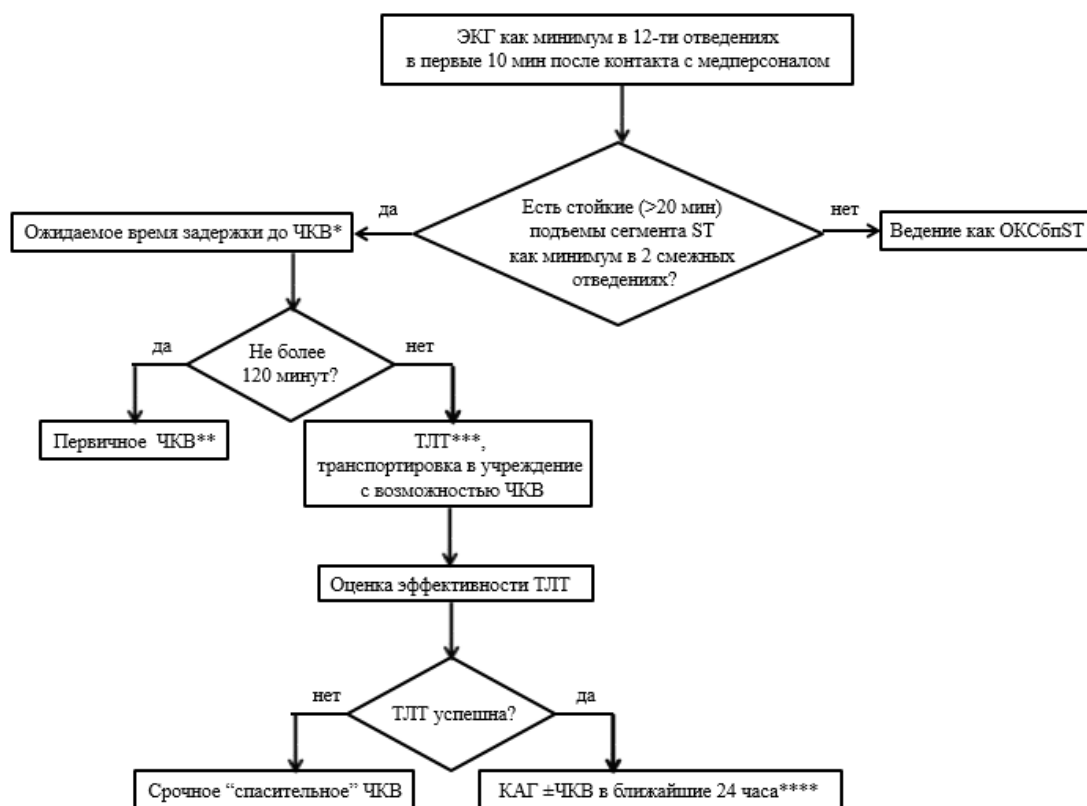 ЭКГ как минимум в 12-ти отведениях
в первые 10 мин после контакта с медперсоналом
Есть стойкие (>20 мин)
подъемы сегмента ST
как минимум в 2 смежных
отведениях?
да
нет
Ожидаемое время задержки до ЧКВ*
Ведение как ОКСбпST
Не более
120 минут?
да
нет
Первичное ЧКВ**
ТЛТ***,
транспортировка в учреждение
с возможностью ЧКВ
Оценка эффективности ТЛТ
ТЛТ успешна?
нет
да
Срочное “спасительное” ЧКВ
КАГ ±ЧКВ в ближайшие 24 часа****